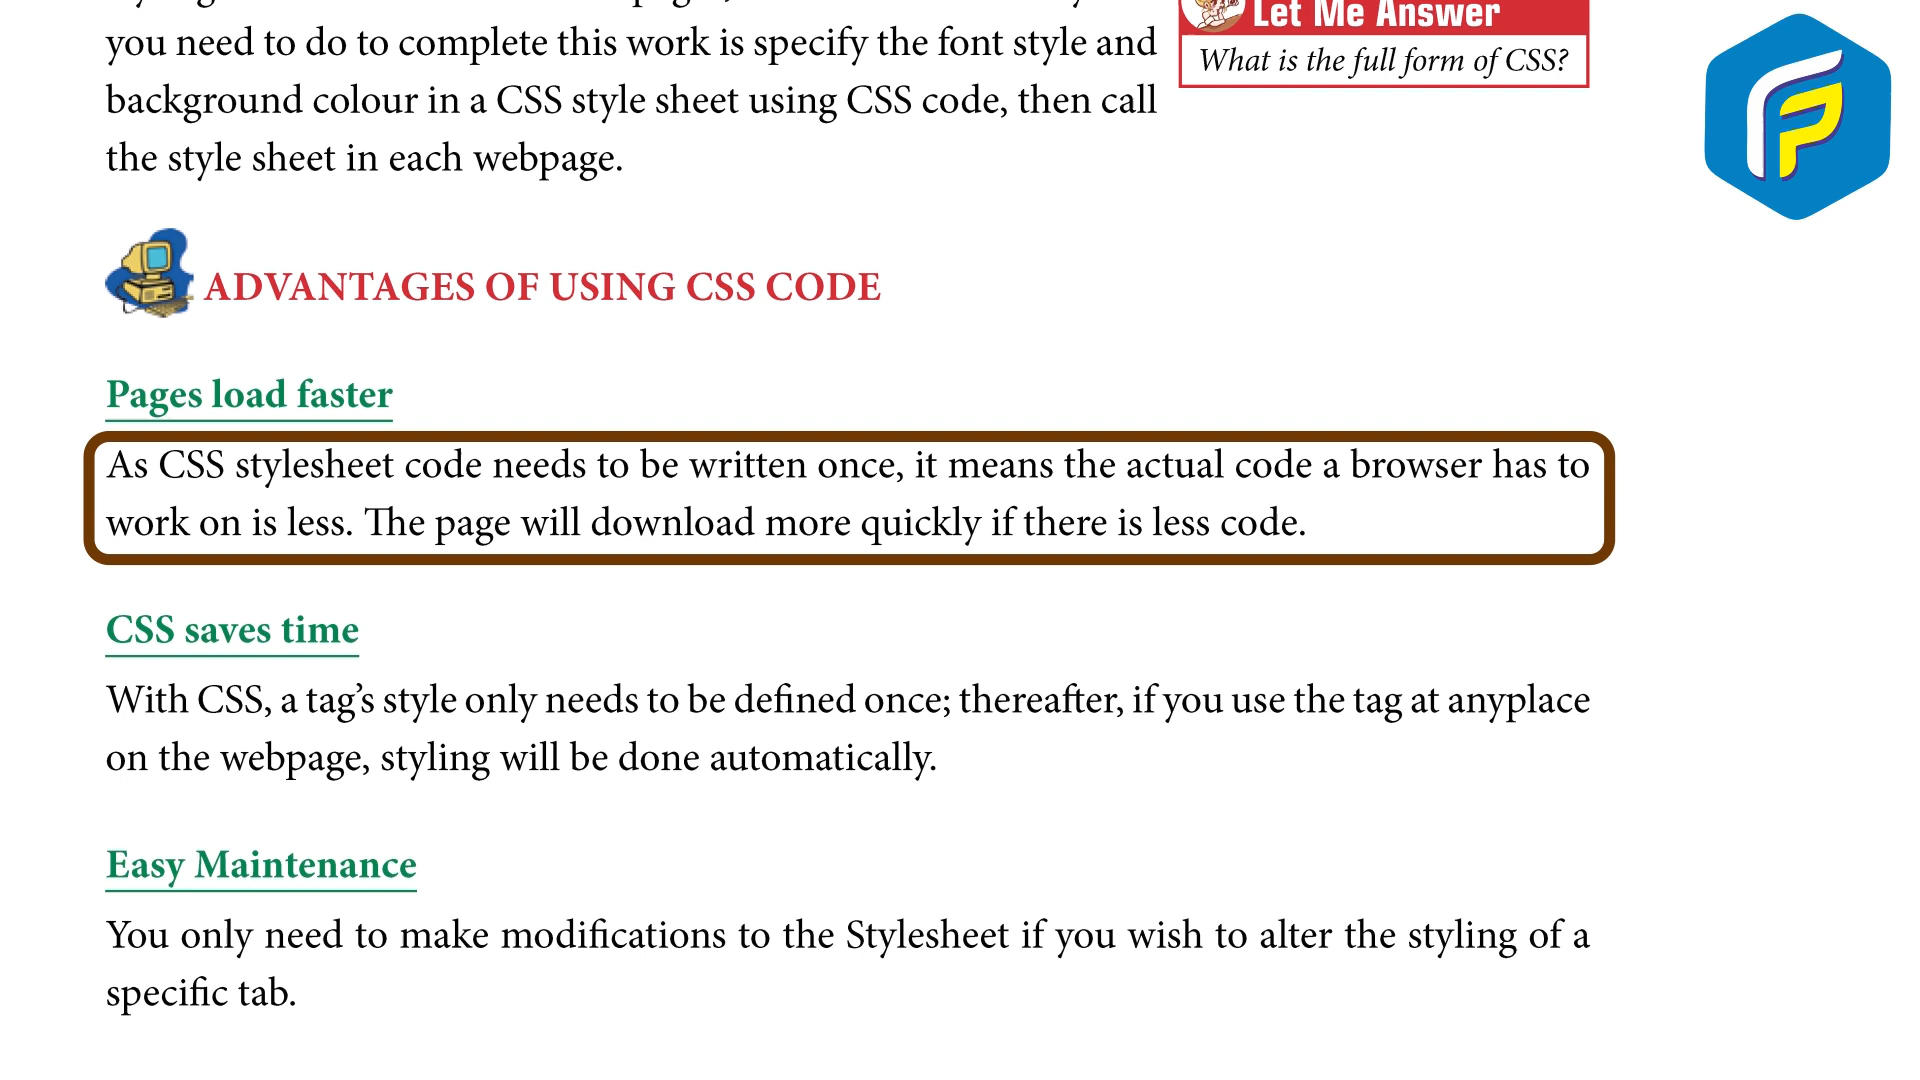 Let Me Answer
What is the full form of CSS?
you need to do to complete this work is specify the font style and
background colour in a CSS style sheet using CSS code, then call
the style sheet in each webpage.
ADVANTAGES OF USING CSS CODE
Pages load faster
As CSS stylesheet code needs to be written once, it means the actual code a browser has to
work on is less. The page will download more quickly if there is less code.
CSS saves time
With CSS, a tag’s style only needs to be defined once; thereafter, if you use the tag at anyplace
on the webpage, styling will be done automatically.
Easy Maintenance
You only need to make modifications to the Stylesheet if you wish to alter the styling of a
specific tab.